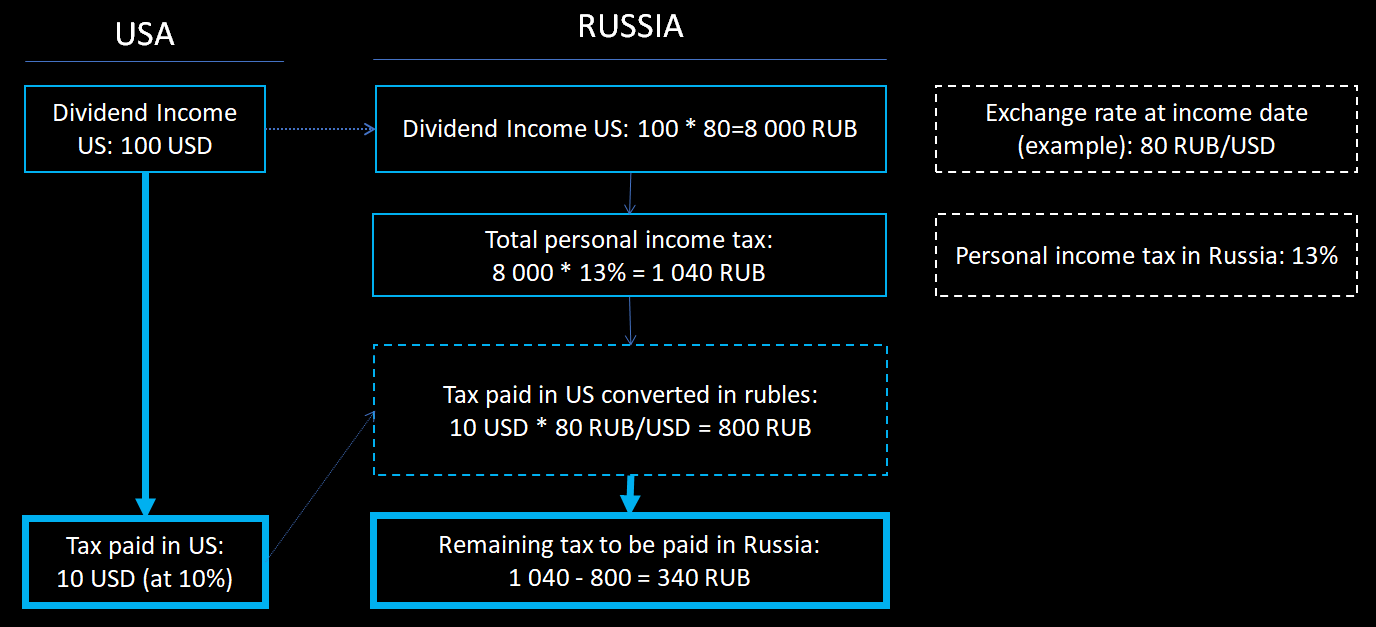 USA
RUSSIA
Dividend Income
US: 100 USD
Dividend Income US: 100 * 80=8 000 RUB
Exchange rate at income date
(example): 80 RUB/USD
Total personal income tax:
8 000 * 13% = 1 040 RUB
Personal income tax in Russia: 13%
Tax paid in US converted in rubles:
10 USD * 80 RUB/USD = 800 RUB
Tax paid in US:
10 USD (at 10%)
Remaining tax to be paid in Russia:
1 040 - 800 = 340 RUB